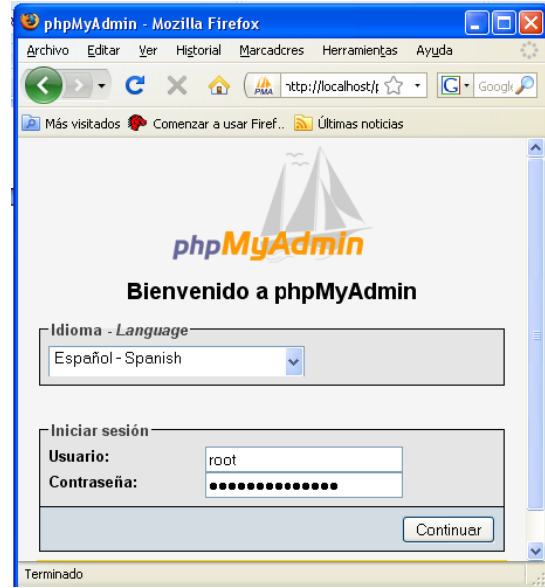 phpMyAdmin - Mozilla Firefox
Archivo Editar Ver Historial Marcadores Herramientas Ayuda
PMA http://localhost/ G Google
Más visitados Comenzar a usar Firef.. Últimas noticias
phpMyAdmin
Bienvenido a phpMyAdmin
Idioma - Language
Español - Spanish
Iniciar sesión
Usuario: root
Contraseña: ●●●●●●●●●●●●●●
Continuar
Terminado